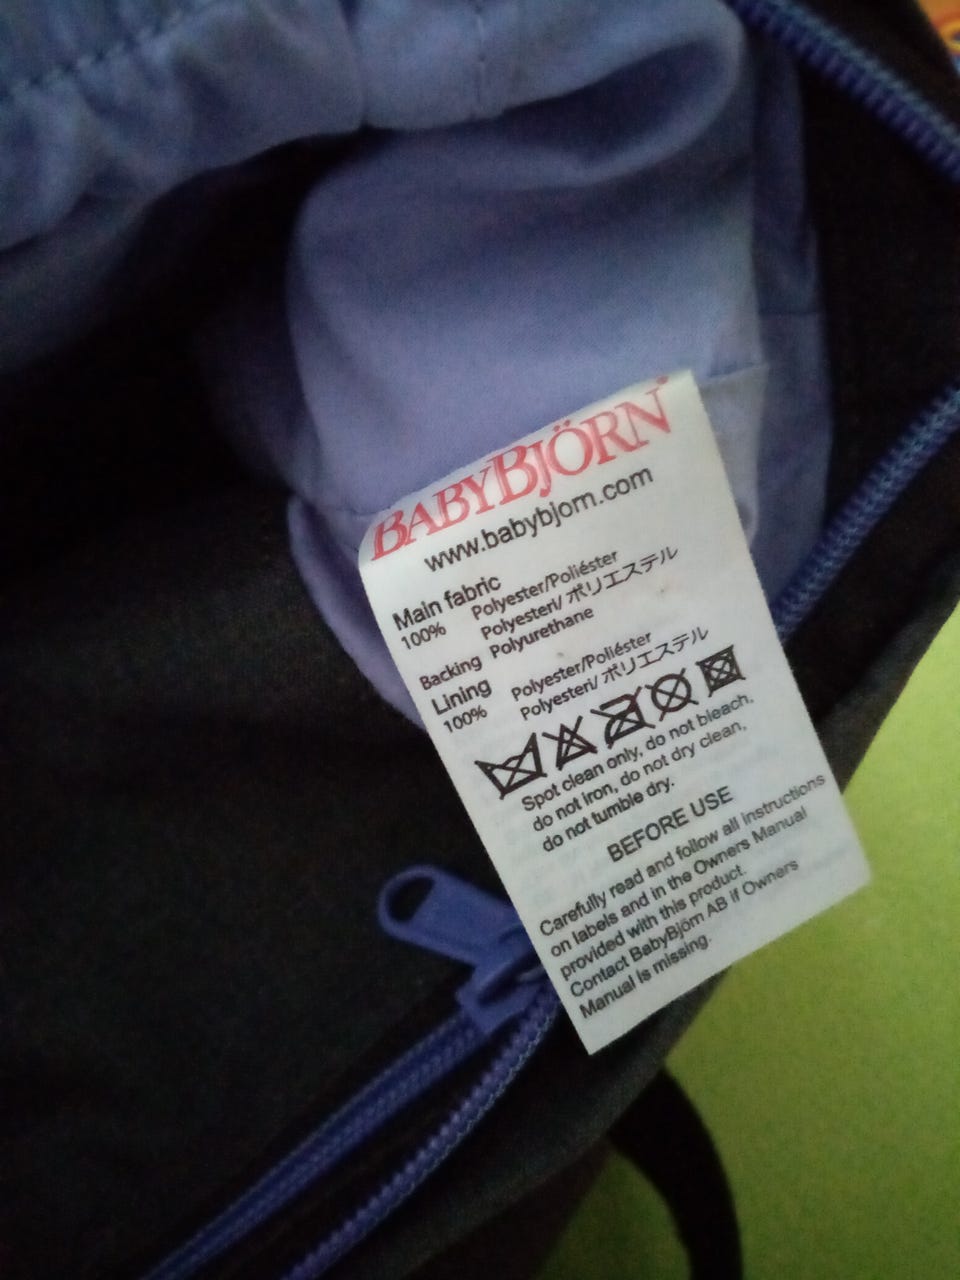 BABYBJÖRN
www.babybjorn.com
Main fabric
100% Polyester/Poliéster
Polyesteri/ ポリエステル
Backing Polyurethane
Lining
100% Polyester/Poliéster
Polyesteri/ ポリエステル
Spot clean only, do not bleach,
do not iron, do not dry clean,
do not tumble dry.
BEFORE USE
Carefully read and follow all instructions
on labels and in the Owners Manual
provided with this product.
Contact BabyBjörn AB if Owners
Manual is missing.